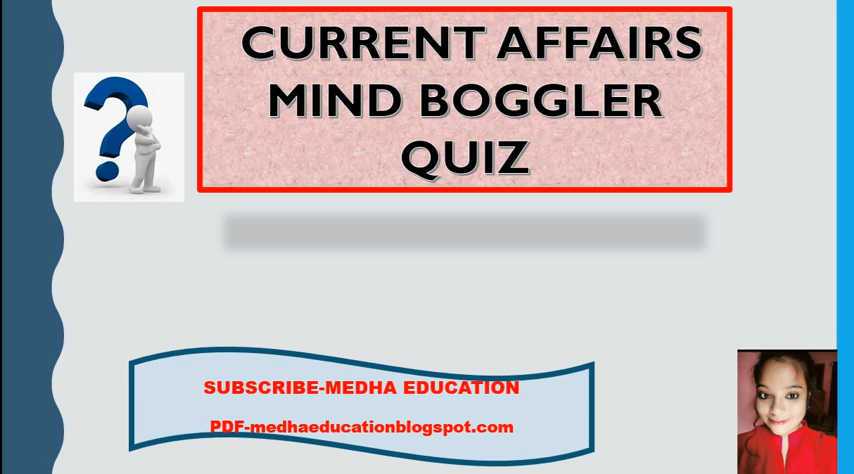 CURRENT AFFAIRS
MIND BOGGLER
QUIZ
SUBSCRIBE-MEDHA EDUCATION
PDF-medhaeducationblogspot.com